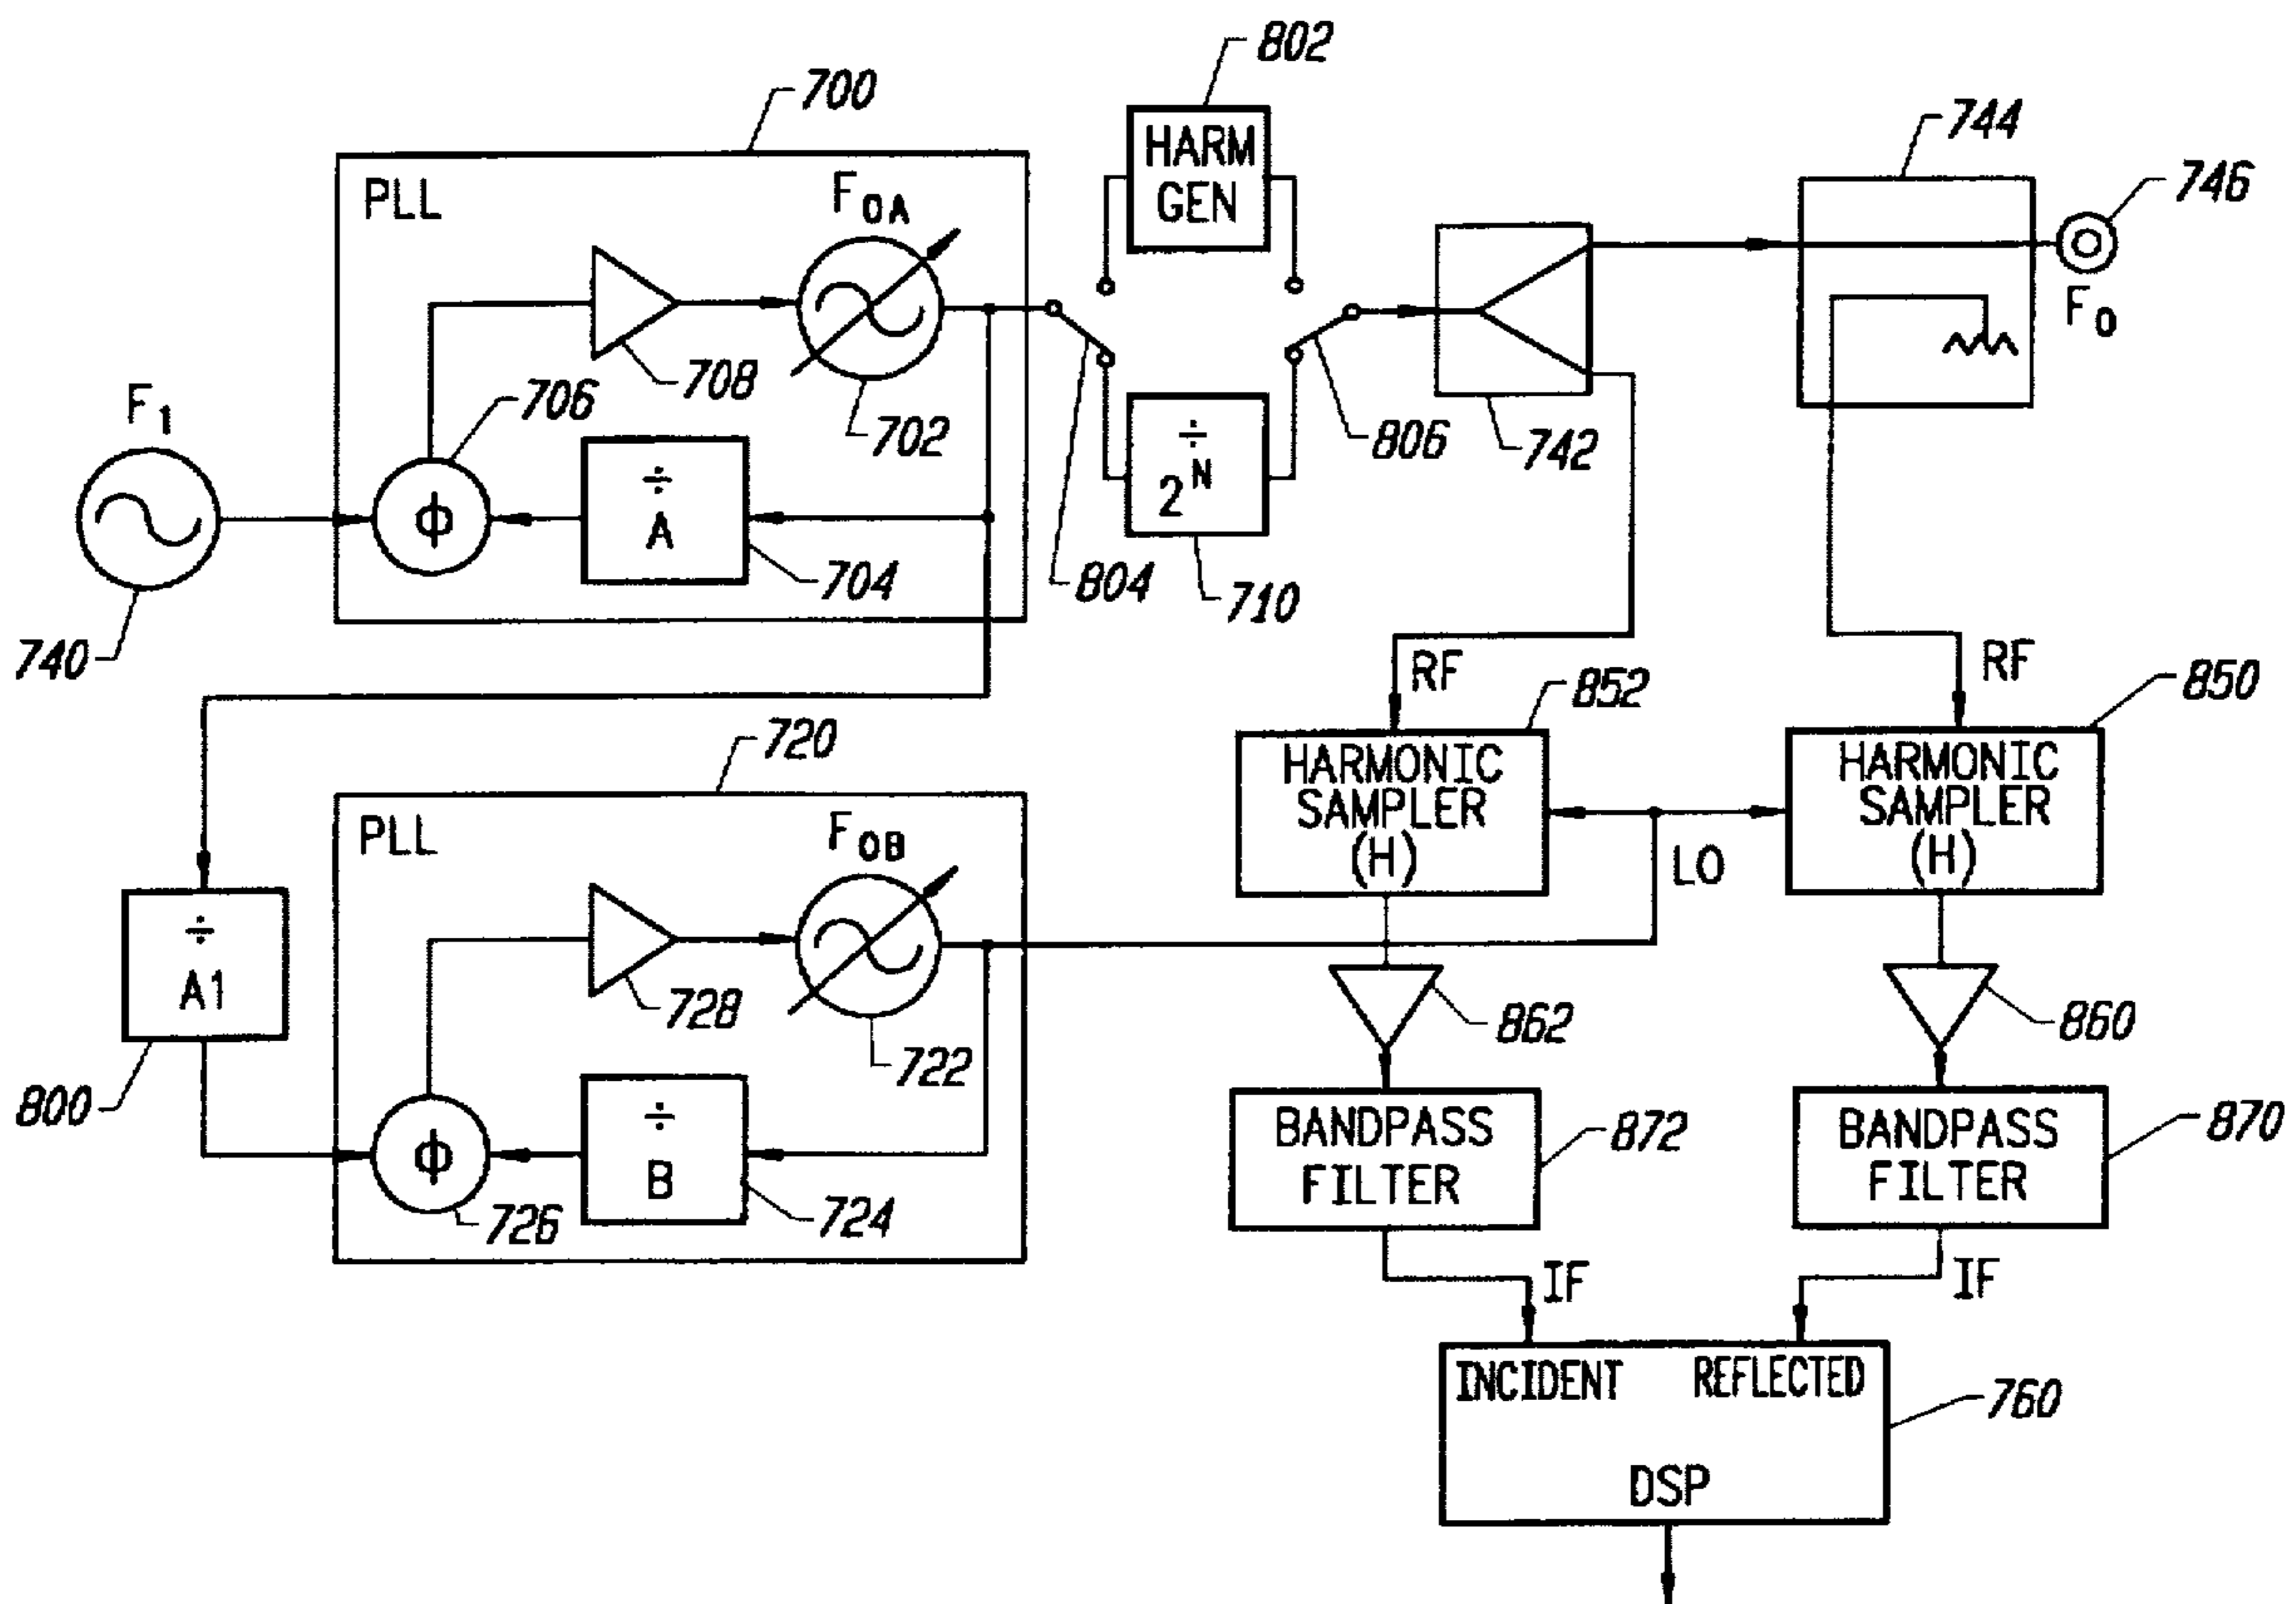 802
700
744
HARM
GEN
746
PLL
F0A
F0
708
706
702
F1
÷
A
704
÷
2^N
804
710
806
742
ϕ
740
RF
RF
852
850
720
HARMONIC
SAMPLER
(H)
HARMONIC
SAMPLER
(H)
LO
PLL
F0B
÷
A1
800
728
722
862
860
ϕ
726
÷
B
724
BANDPASS
FILTER
872
BANDPASS
FILTER
870
IF
IF
INCIDENT
REFLECTED
760
DSP